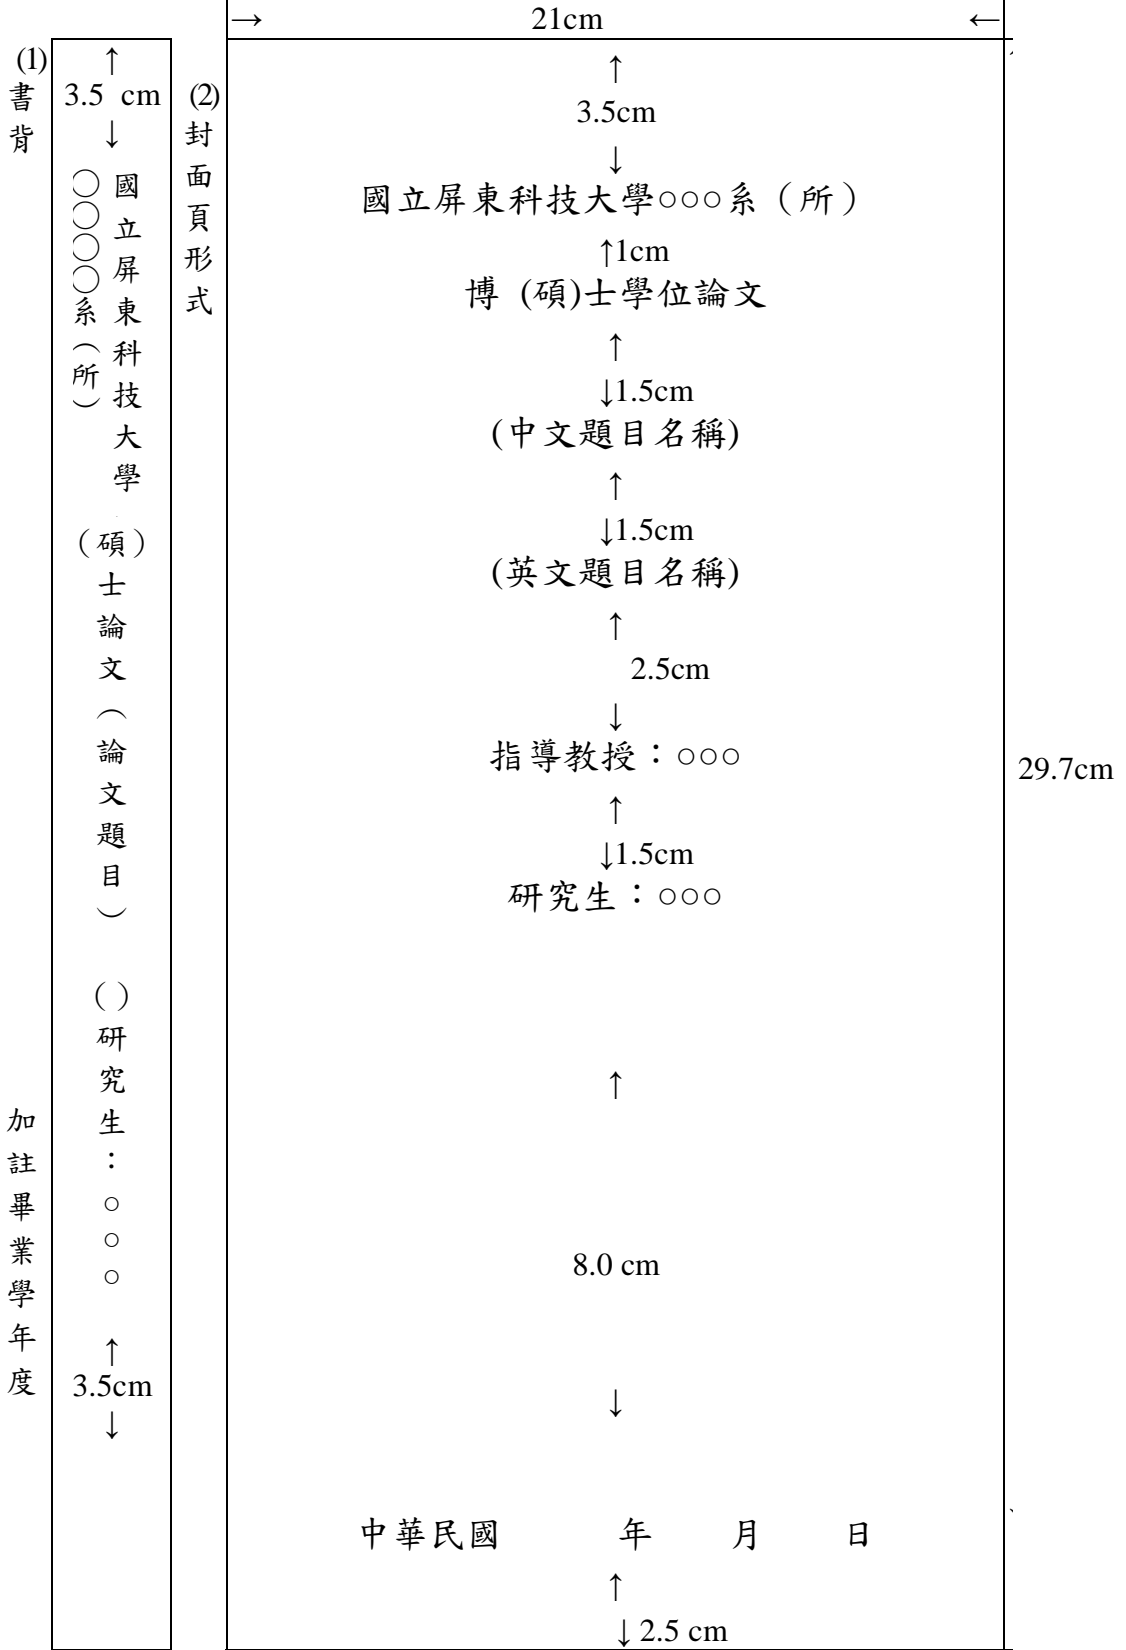 → 21cm ←
(1)
書背
↑
3.5 cm
↓
國立屏東科技大學
○○○○系(所)
(碩)士論文(論文題目)
( )研究生：○○○
↑
3.5cm
↓
加註畢業學年度
(2)
封面頁形式
↑
3.5cm
↓
國立屏東科技大學○○○系（所）
↑1cm
博 (碩)士學位論文
↑
↓1.5cm
(中文題目名稱)
↑
↓1.5cm
(英文題目名稱)
↑
2.5cm
↓
指導教授：○○○
↑
↓1.5cm
研究生：○○○
↑
8.0 cm
↓
中華民國 年 月 日
↑
↓2.5 cm
29.7cm